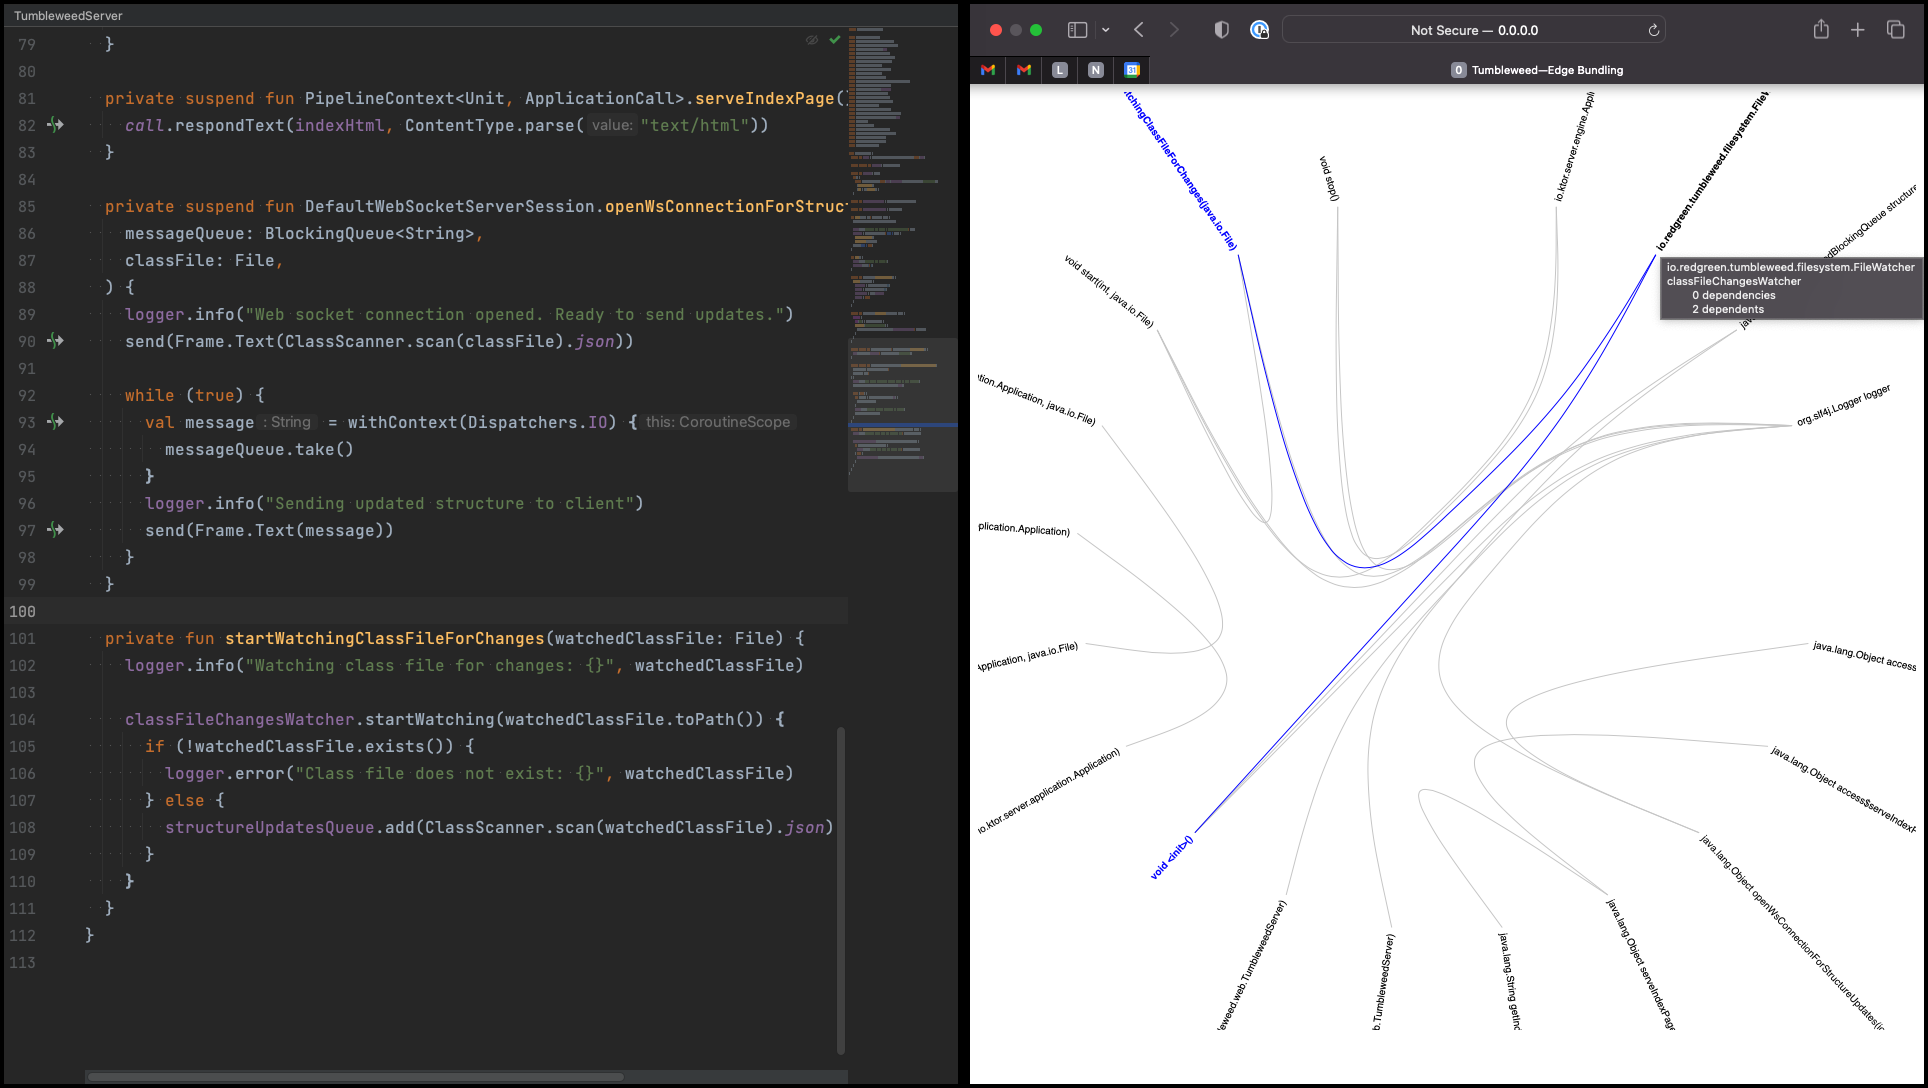 TumbleweedServer
79 }
80
81 private suspend fun PipelineContext<Unit, ApplicationCall>.serveIndexPage(
82 call.respondText(indexHtml, ContentType.parse( value: "text/html"))
83 }
84
85 private suspend fun DefaultWebSocketServerSession.openWsConnectionForStruc
86 messageQueue: BlockingQueue<String>,
87 classFile: File,
88 ) {
89 logger.info("Web socket connection opened. Ready to send updates.")
90 send(Frame.Text(ClassScanner.scan(classFile).json))
91
92 while (true) {
93 val message : String = withContext(Dispatchers.IO) { this: CoroutineScope
94 messageQueue.take()
95 }
96 logger.info("Sending updated structure to client")
97 send(Frame.Text(message))
98 }
99 }
100
101 private fun startWatchingClassFileForChanges(watchedClassFile: File) {
102 logger.info("Watching class file for changes: {}", watchedClassFile)
103
104 classFileChangesWatcher.startWatching(watchedClassFile.toPath()) {
105 if (!watchedClassFile.exists()) {
106 logger.error("Class file does not exist: {}", watchedClassFile)
107 } else {
108 structureUpdatesQueue.add(ClassScanner.scan(watchedClassFile).json)
109 }
110 }
111 }
112 }
113
Not Secure — 0.0.0.0
L
N
31
0 Tumbleweed—Edge Bundling
tchingClassFileForChanges(java.io.File)
void stop()
io.ktor.server.engine.Appli
io.redgreen.tumbleweed.filesystem.FileW
edBlockingQueue structure
io.redgreen.tumbleweed.filesystem.FileWatcher
classFileChangesWatcher
0 dependencies
2 dependents
void start(int, java.io.File)
org.slf4j.Logger logger
ation.Application, java.io.File)
plication.Application)
Application, java.io.File)
io.ktor.server.application.Application)
void <init>()
leweed.web.TumbleweedServer)
b.TumbleweedServer)
java.lang.String getInd
java.lang.Object serveIndexPage
java.lang.Object openWsConnectionForStructureUpdates(io
java.lang.Object access$serveIndexP
java.lang.Object access